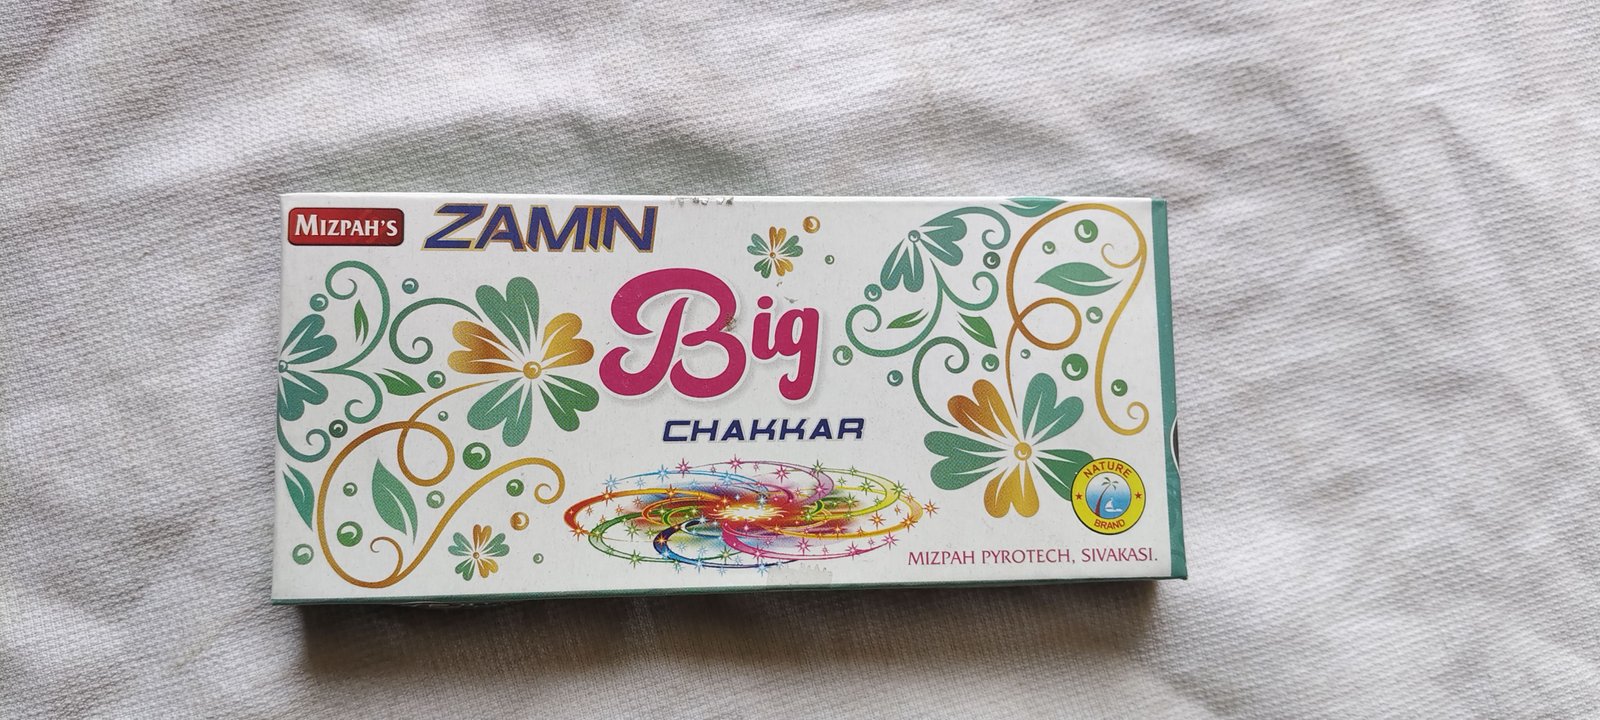 MIZPAH'S
ZAMIN
Big
CHAKKAR
NATURE
BRAND
MIZPAH PYROTECH, SIVAKASI.